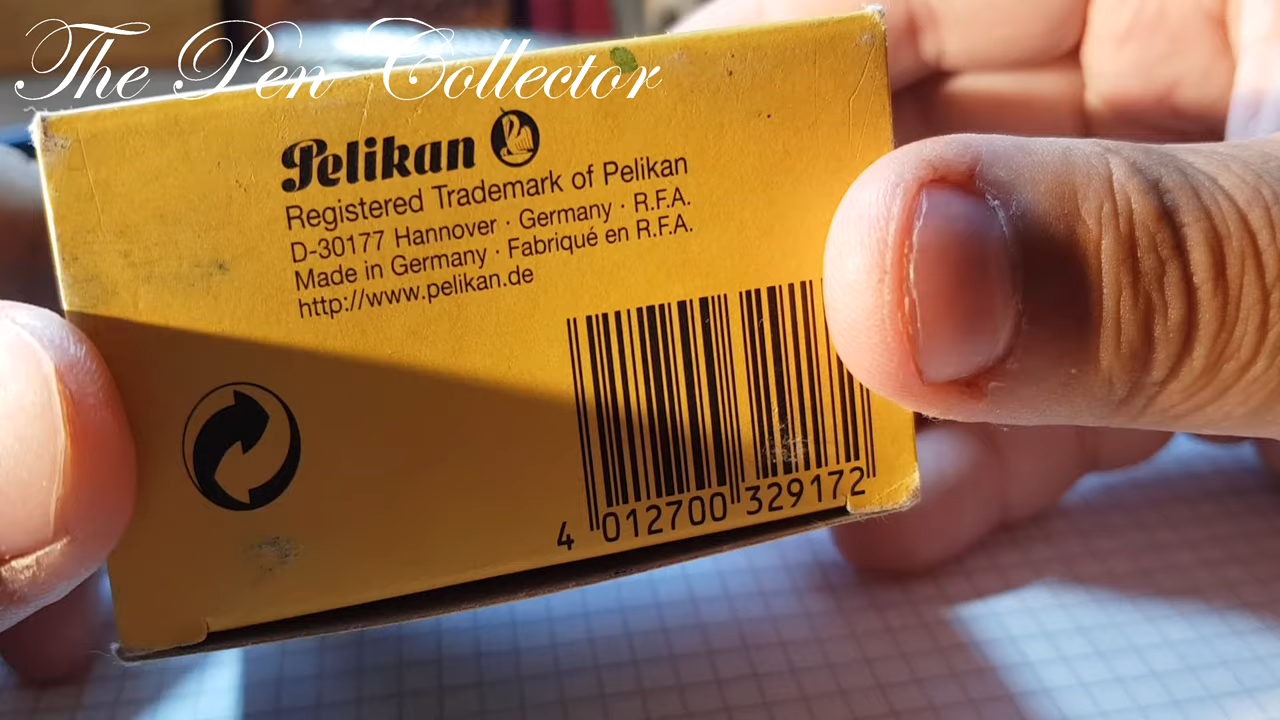 The Pen Collector
Pelikan
Registered Trademark of Pelikan
D-30177 Hannover · Germany · R.F.A.
Made in Germany · Fabriqué en R.F.A.
http://www.pelikan.de
4 012700 329172